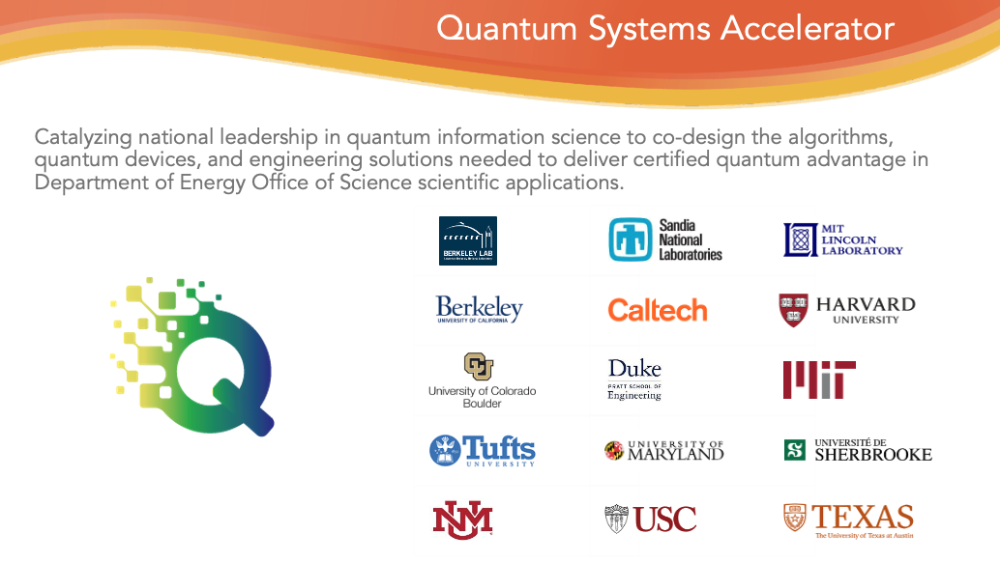 Quantum Systems Accelerator
Catalyzing national leadership in quantum information science to co-design the algorithms,
quantum devices, and engineering solutions needed to deliver certified quantum advantage in
Department of Energy Office of Science scientific applications.
BERKELEY LAB
Sandia
National
Laboratories
MIT
LINCOLN
LABORATORY
Berkeley
UNIVERSITY OF CALIFORNIA
Caltech
HARVARD
UNIVERSITY
CU
University of Colorado
Boulder
Duke
PRATT SCHOOL OF
Engineering
MIT
Tufts
UNIVERSITY
UNIVERSITY OF
MARYLAND
UNIVERSITÉ DE
SHERBROOKE
Q
UNM
USC
TEXAS
The University of Texas at Austin